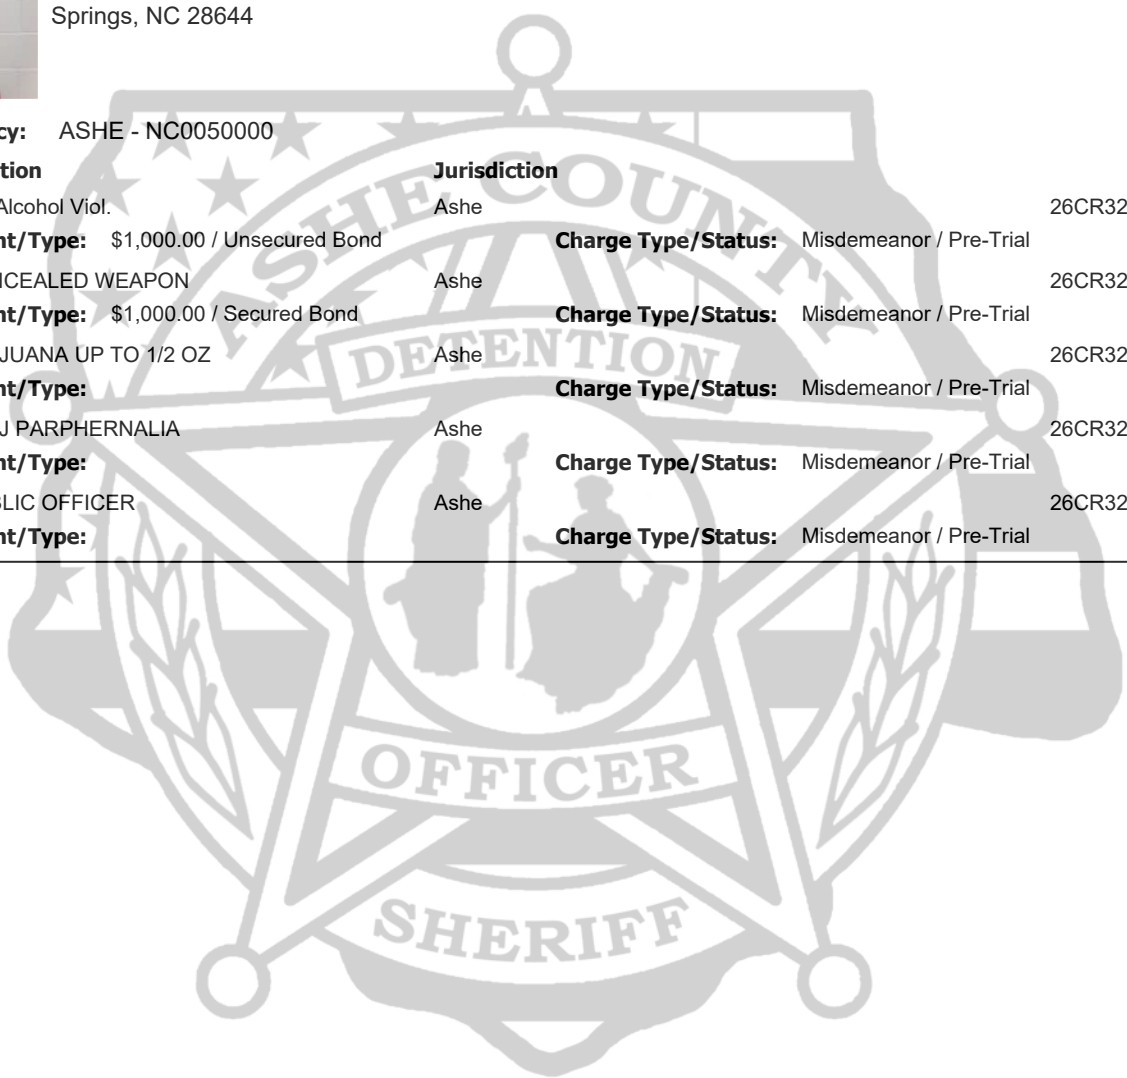 Springs, NC 28644
cy: ASHE - NC0050000
tion Jurisdiction
Alcohol Viol. Ashe 26CR32
nt/Type: $1,000.00 / Unsecured Bond Charge Type/Status: Misdemeanor / Pre-Trial
NCEALED WEAPON Ashe 26CR32
nt/Type: $1,000.00 / Secured Bond Charge Type/Status: Misdemeanor / Pre-Trial
JUANA UP TO 1/2 OZ Ashe 26CR32
nt/Type: Charge Type/Status: Misdemeanor / Pre-Trial
J PARPHERNALIA Ashe 26CR32
nt/Type: Charge Type/Status: Misdemeanor / Pre-Trial
BLIC OFFICER Ashe 26CR32
nt/Type: Charge Type/Status: Misdemeanor / Pre-Trial
ASHE COUNTY
DETENTION
OFFICER
SHERIFF